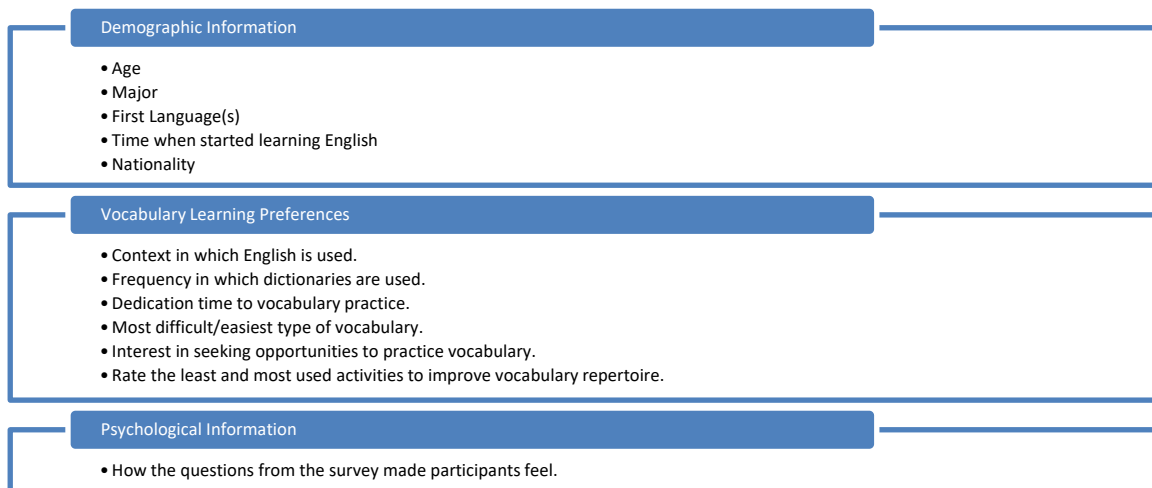 Demographic Information
• Age
• Major
• First Language(s)
• Time when started learning English
• Nationality
Vocabulary Learning Preferences
• Context in which English is used.
• Frequency in which dictionaries are used.
• Dedication time to vocabulary practice.
• Most difficult/easiest type of vocabulary.
• Interest in seeking opportunities to practice vocabulary.
• Rate the least and most used activities to improve vocabulary repertoire.
Psychological Information
• How the questions from the survey made participants feel.